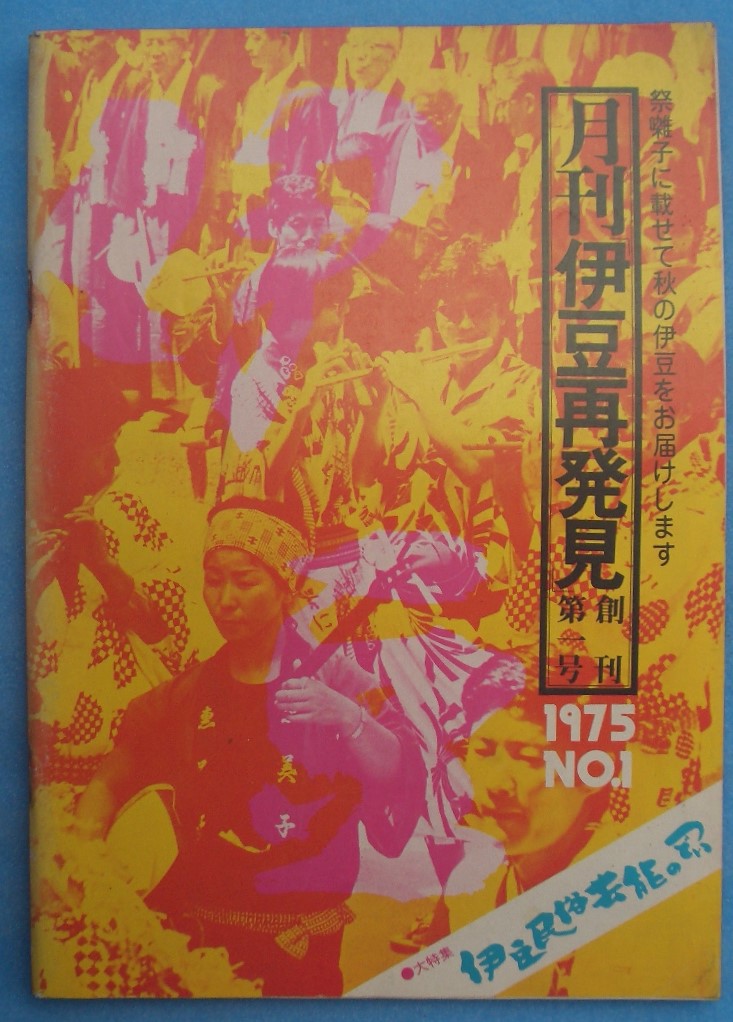 祭囃子に載せて秋の伊豆をお届けします
月刊伊豆再発見
創刊
第一号
1975
NO.1
●大特集
伊豆民俗芸能の
美
子